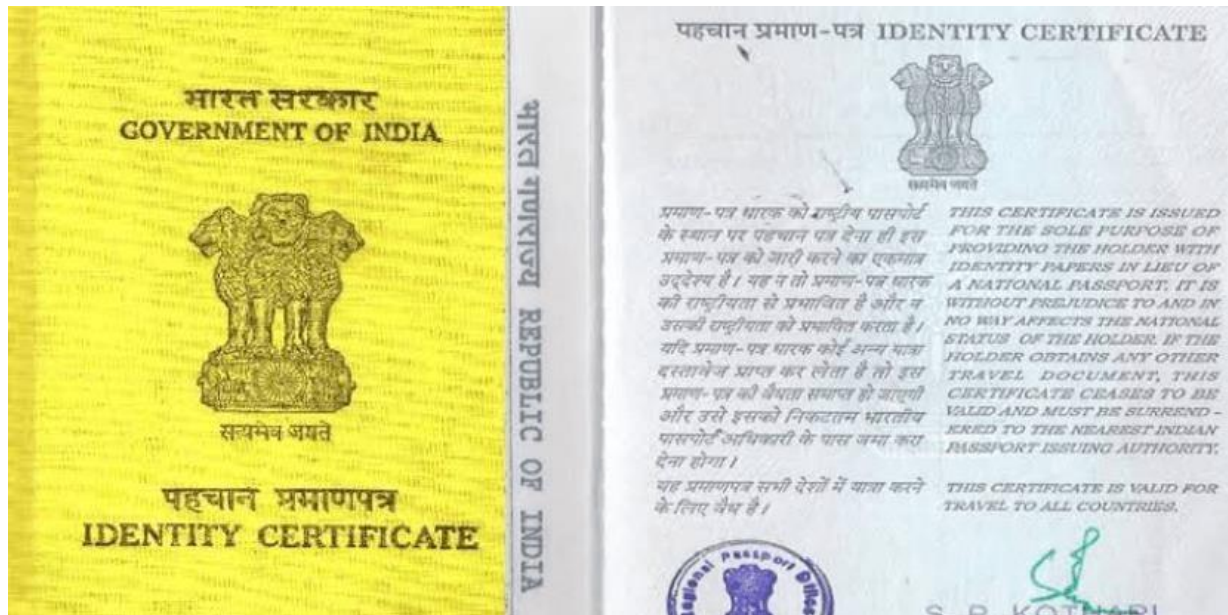 भारत सरकार
GOVERNMENT OF INDIA
सत्यमेव जयते
पहचान प्रमाणपत्र
IDENTITY CERTIFICATE
भारत गणराज्य REPUBLIC OF INDIA
पहचान प्रमाण-पत्र IDENTITY CERTIFICATE
सत्यमेव जयते
प्रमाण-पत्र धारक को राष्ट्रीय पासपोर्ट
के स्थान पर पहचान पत्र देना ही इस
प्रमाण-पत्र को जारी करने का एकमात्र
उद्देश्य है। यह न तो प्रमाण-पत्र धारक
की राष्ट्रीयता से प्रभावित है और न
उसकी राष्ट्रीयता को प्रभावित करता है।
यदि प्रमाण-पत्र धारक कोई अन्य यात्रा
दस्तावेज प्राप्त कर लेता है तो इस
प्रमाण-पत्र की वैधता समाप्त हो जाएगी
और उसे इसको निकटतम भारतीय
पासपोर्ट अधिकारी के पास जमा करा
देना होगा।
यह प्रमाणपत्र सभी देशों में यात्रा करने
के लिए वैध है।
THIS CERTIFICATE IS ISSUED
FOR THE SOLE PURPOSE OF
PROVIDING THE HOLDER WITH
IDENTITY PAPERS IN LIEU OF
A NATIONAL PASSPORT. IT IS
WITHOUT PREJUDICE TO AND IN
NO WAY AFFECTS THE NATIONAL
STATUS OF THE HOLDER. IF THE
HOLDER OBTAINS ANY OTHER
TRAVEL DOCUMENT, THIS
CERTIFICATE CEASES TO BE
VALID AND MUST BE SURREND-
ERED TO THE NEAREST INDIAN
PASSPORT ISSUING AUTHORITY.
THIS CERTIFICATE IS VALID FOR
TRAVEL TO ALL COUNTRIES.
Regional Passport Office